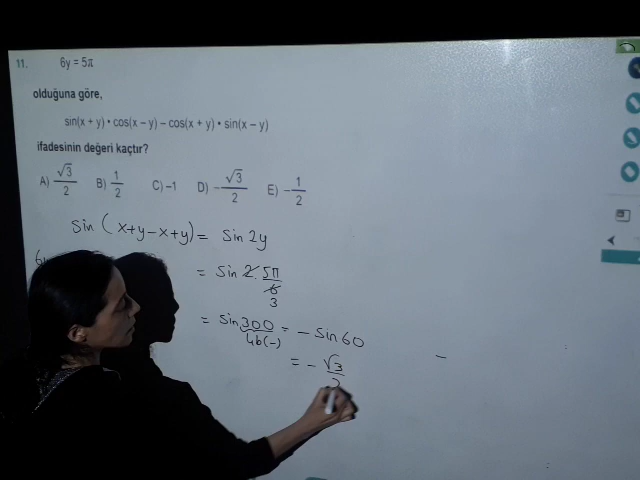 11. 6y = 5π
olduğuna göre,
sin(x + y) • cos(x – y) – cos(x + y) • sin(x – y)
ifadesinin değeri kaçtır?
A) √3/2 B) 1/2 C) –1 D) –√3/2 E) –1/2
Sin (x+y-x+y) = Sin 2y
= Sin 2.5π/6
3
= Sin 300 = - Sin 60
4b(-)
= - √3/2